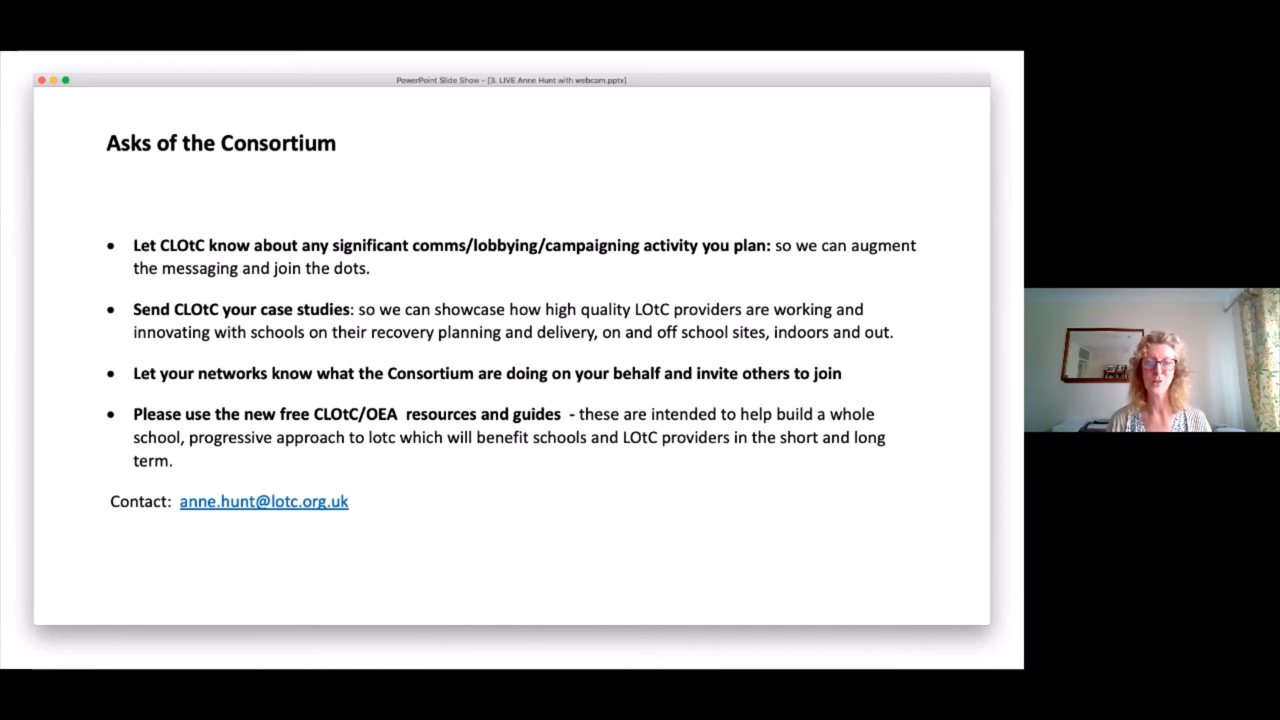 PowerPoint Slide Show - [3. LIVE Anne Hunt with webcam.pptx]
Asks of the Consortium
• Let CLOtC know about any significant comms/lobbying/campaigning activity you plan: so we can augment
the messaging and join the dots.
• Send CLOtC your case studies: so we can showcase how high quality LOtC providers are working and
innovating with schools on their recovery planning and delivery, on and off school sites, indoors and out.
• Let your networks know what the Consortium are doing on your behalf and invite others to join
• Please use the new free CLOtC/OEA  resources and guides  - these are intended to help build a whole
school, progressive approach to lotc which will benefit schools and LOtC providers in the short and long
term.
Contact:  anne.hunt@lotc.org.uk